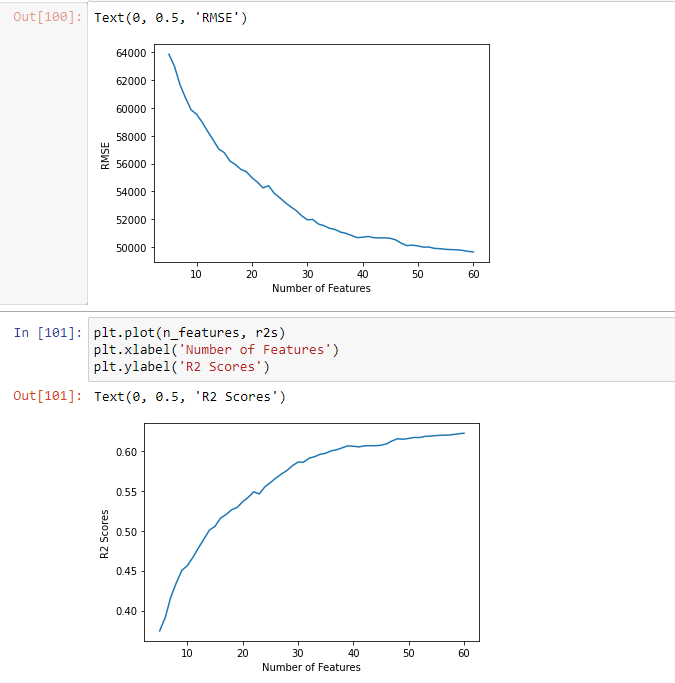 Out[100]: Text(0, 0.5, 'RMSE')
64000
62000
60000
58000
56000
54000
52000
50000
RMSE
10 20 30 40 50 60
Number of Features
In [101]: plt.plot(n_features, r2s)
plt.xlabel('Number of Features')
plt.ylabel('R2 Scores')
Out[101]: Text(0, 0.5, 'R2 Scores')
0.60
0.55
0.50
0.45
0.40
R2 Scores
10 20 30 40 50 60
Number of Features